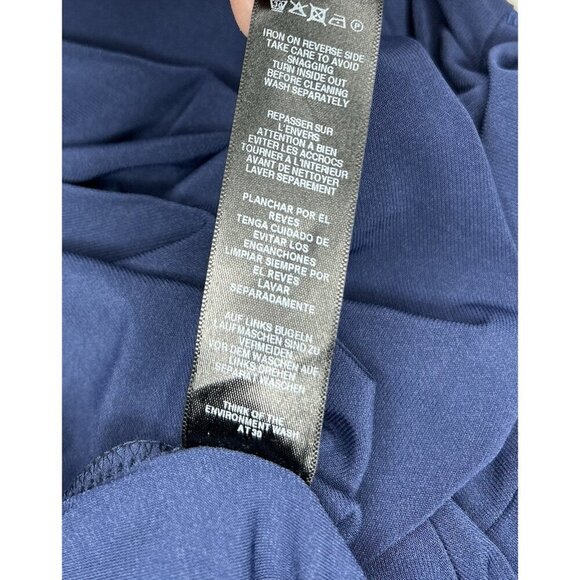 P
IRON ON REVERSE SIDE
TAKE CARE TO AVOID
SNAGGING
TURN INSIDE OUT
BEFORE CLEANING
WASH SEPARATELY
REPASSER SUR
L'ENVERS
ATTENTION A BIEN
EVITER LES ACCROCS
TOURNER A L'INTERIEUR
AVANT DE NETTOYER
LAVER SEPAREMENT
PLANCHAR POR EL
REVES
TENGA CUIDADO DE
EVITAR LOS
ENGANCHONES
LIMPIAR SIEMPRE POR
EL REVÉS
LAVAR
SEPARADAMENTE
AUF LINKS BUGELN
LAUFMASCHEN SIND ZU
VERMEIDEN
VOR DEM WASCHEN AUF
LINKS DREHEN
SEPARAT WASCHEN
THINK OF THE
ENVIRONMENT WASH
AT 30